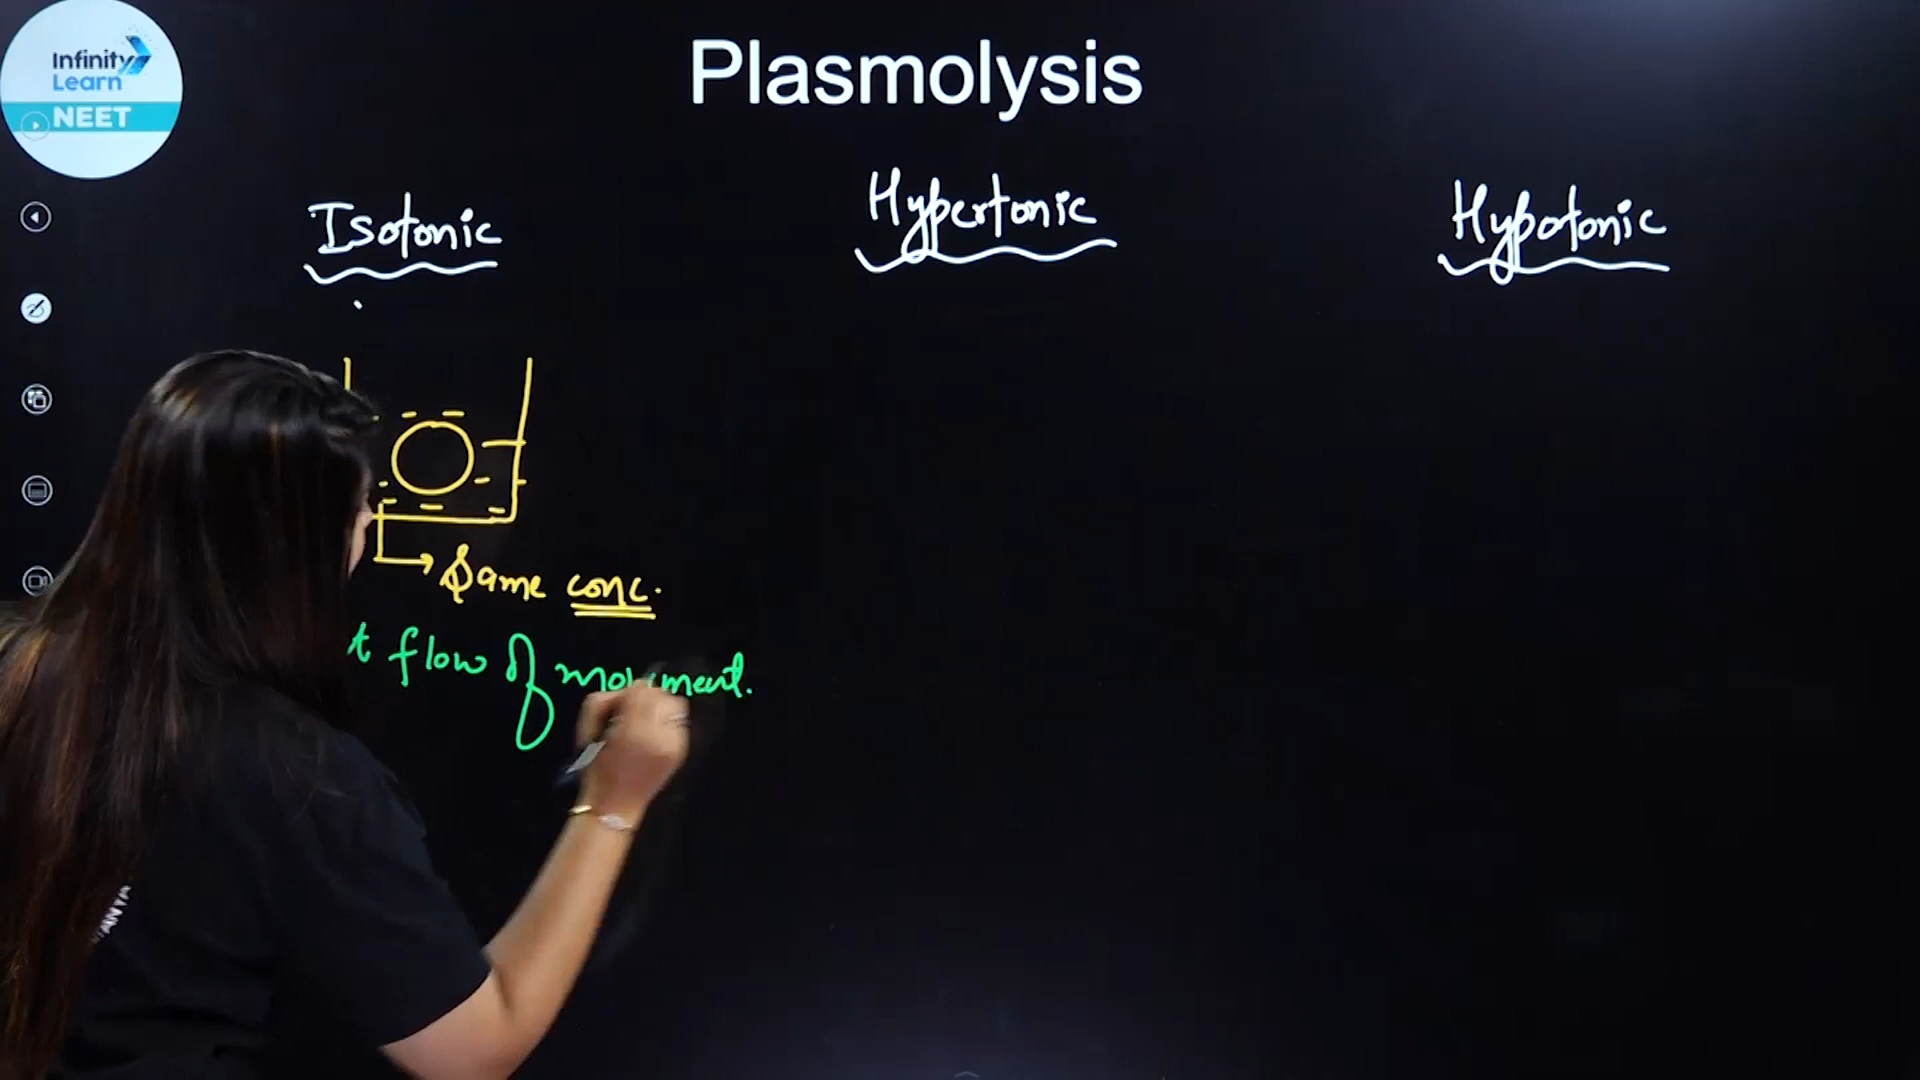 Infinity
Learn
NEET
Plasmolysis
Isotonic
Hypertonic
Hypotonic
Same conc.
flow of movement.